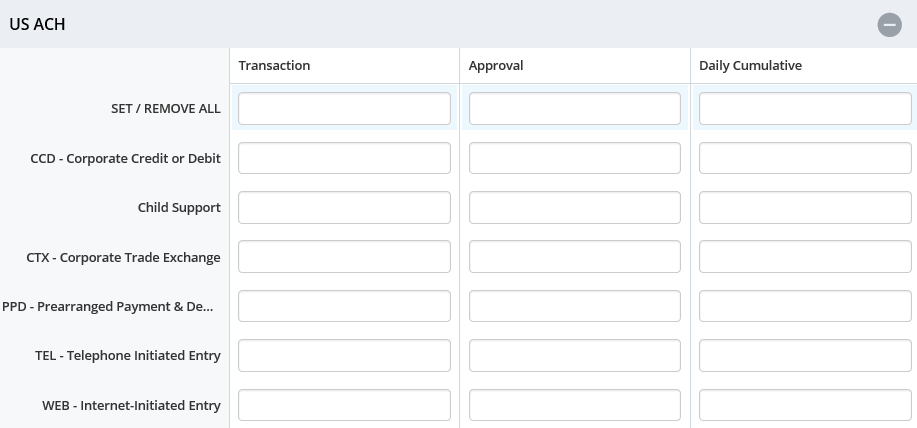 US ACH
Transaction Approval Daily Cumulative
SET / REMOVE ALL
CCD - Corporate Credit or Debit
Child Support
CTX - Corporate Trade Exchange
PPD - Prearranged Payment & De...
TEL - Telephone Initiated Entry
WEB - Internet-Initiated Entry